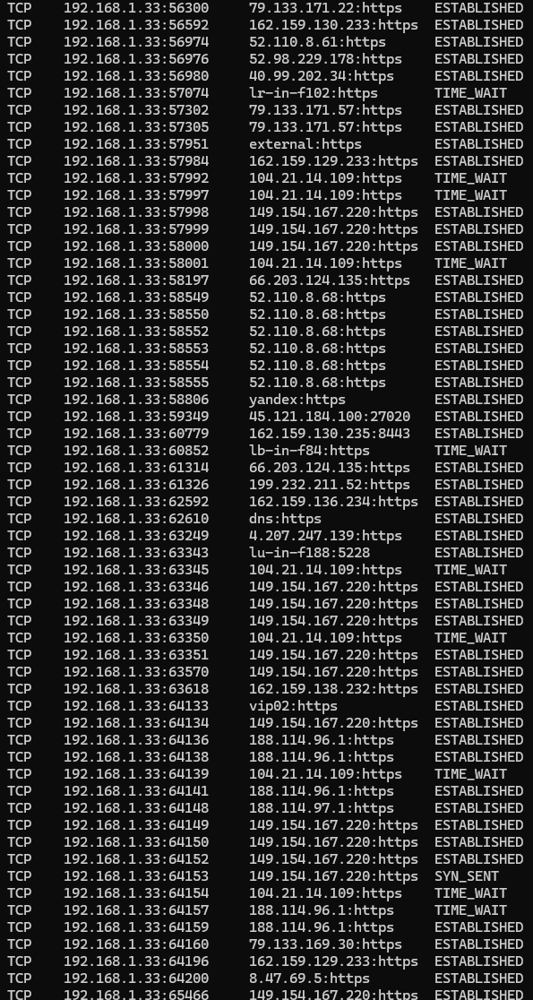 TCP 192.168.1.33:56300 79.133.171.22:https ESTABLISHED
TCP 192.168.1.33:56592 162.159.130.233:https ESTABLISHED
TCP 192.168.1.33:56974 52.110.8.61:https ESTABLISHED
TCP 192.168.1.33:56976 52.98.229.178:https ESTABLISHED
TCP 192.168.1.33:56980 40.99.202.34:https ESTABLISHED
TCP 192.168.1.33:57074 lr-in-f102:https TIME_WAIT
TCP 192.168.1.33:57302 79.133.171.57:https ESTABLISHED
TCP 192.168.1.33:57305 79.133.171.57:https ESTABLISHED
TCP 192.168.1.33:57951 external:https ESTABLISHED
TCP 192.168.1.33:57984 162.159.129.233:https ESTABLISHED
TCP 192.168.1.33:57992 104.21.14.109:https TIME_WAIT
TCP 192.168.1.33:57997 104.21.14.109:https TIME_WAIT
TCP 192.168.1.33:57998 149.154.167.220:https ESTABLISHED
TCP 192.168.1.33:57999 149.154.167.220:https ESTABLISHED
TCP 192.168.1.33:58000 149.154.167.220:https ESTABLISHED
TCP 192.168.1.33:58001 104.21.14.109:https TIME_WAIT
TCP 192.168.1.33:58197 66.203.124.135:https ESTABLISHED
TCP 192.168.1.33:58549 52.110.8.68:https ESTABLISHED
TCP 192.168.1.33:58550 52.110.8.68:https ESTABLISHED
TCP 192.168.1.33:58552 52.110.8.68:https ESTABLISHED
TCP 192.168.1.33:58553 52.110.8.68:https ESTABLISHED
TCP 192.168.1.33:58554 52.110.8.68:https ESTABLISHED
TCP 192.168.1.33:58555 52.110.8.68:https ESTABLISHED
TCP 192.168.1.33:58806 yandex:https ESTABLISHED
TCP 192.168.1.33:59349 45.121.184.100:27020 ESTABLISHED
TCP 192.168.1.33:60779 162.159.130.235:8443 ESTABLISHED
TCP 192.168.1.33:60852 lb-in-f84:https TIME_WAIT
TCP 192.168.1.33:61314 66.203.124.135:https ESTABLISHED
TCP 192.168.1.33:61326 199.232.211.52:https ESTABLISHED
TCP 192.168.1.33:62592 162.159.136.234:https ESTABLISHED
TCP 192.168.1.33:62610 dns:https ESTABLISHED
TCP 192.168.1.33:63249 4.207.247.139:https ESTABLISHED
TCP 192.168.1.33:63343 lu-in-f188:5228 ESTABLISHED
TCP 192.168.1.33:63345 104.21.14.109:https TIME_WAIT
TCP 192.168.1.33:63346 149.154.167.220:https ESTABLISHED
TCP 192.168.1.33:63348 149.154.167.220:https ESTABLISHED
TCP 192.168.1.33:63349 149.154.167.220:https ESTABLISHED
TCP 192.168.1.33:63350 104.21.14.109:https TIME_WAIT
TCP 192.168.1.33:63351 149.154.167.220:https ESTABLISHED
TCP 192.168.1.33:63570 149.154.167.220:https ESTABLISHED
TCP 192.168.1.33:63618 162.159.138.232:https ESTABLISHED
TCP 192.168.1.33:64133 vip02:https ESTABLISHED
TCP 192.168.1.33:64134 149.154.167.220:https ESTABLISHED
TCP 192.168.1.33:64136 188.114.96.1:https ESTABLISHED
TCP 192.168.1.33:64138 188.114.96.1:https ESTABLISHED
TCP 192.168.1.33:64139 104.21.14.109:https TIME_WAIT
TCP 192.168.1.33:64141 188.114.96.1:https ESTABLISHED
TCP 192.168.1.33:64148 188.114.97.1:https ESTABLISHED
TCP 192.168.1.33:64149 149.154.167.220:https ESTABLISHED
TCP 192.168.1.33:64150 149.154.167.220:https ESTABLISHED
TCP 192.168.1.33:64152 149.154.167.220:https ESTABLISHED
TCP 192.168.1.33:64153 149.154.167.220:https SYN_SENT
TCP 192.168.1.33:64154 104.21.14.109:https TIME_WAIT
TCP 192.168.1.33:64157 188.114.96.1:https TIME_WAIT
TCP 192.168.1.33:64159 188.114.96.1:https ESTABLISHED
TCP 192.168.1.33:64160 79.133.169.30:https ESTABLISHED
TCP 192.168.1.33:64196 162.159.129.233:https ESTABLISHED
TCP 192.168.1.33:64200 8.47.69.5:https ESTABLISHED
TCP 192.168.1.33:65466 149.154.167.220:https ESTABLISHED